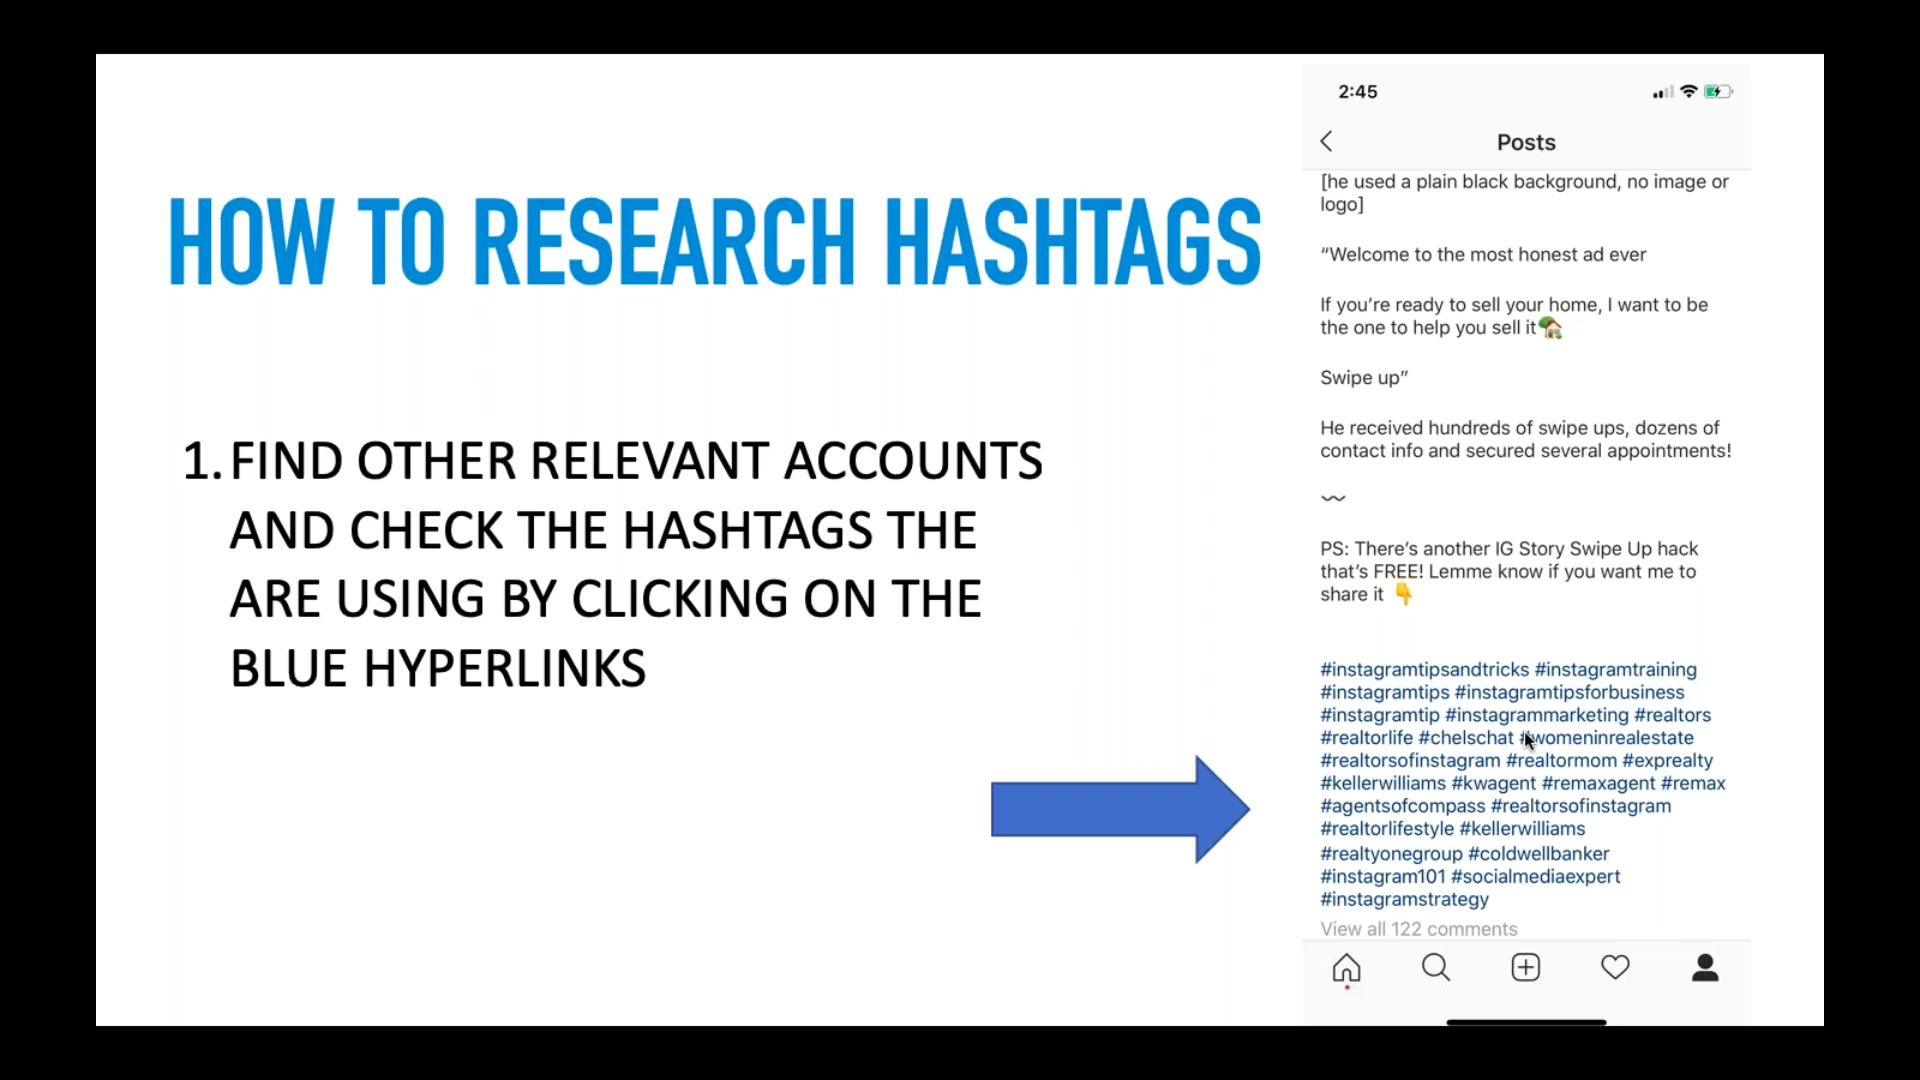 HOW TO RESEARCH HASHTAGS
1. FIND OTHER RELEVANT ACCOUNTS
AND CHECK THE HASHTAGS THE
ARE USING BY CLICKING ON THE
BLUE HYPERLINKS
2:45
Posts
[he used a plain black background, no image or
logo]
“Welcome to the most honest ad ever
If you’re ready to sell your home, I want to be
the one to help you sell it🏡
Swipe up”
He received hundreds of swipe ups, dozens of
contact info and secured several appointments!
〰
PS: There’s another IG Story Swipe Up hack
that’s FREE! Lemme know if you want me to
share it 👇
#instagramtipsandtricks #instagramtraining
#instagramtips #instagramtipsforbusiness
#instagramtip #instagrammarketing #realtors
#realtorlife #chelschat #womeninrealestate
#realtorsofinstagram #realtormom #exprealty
#kellerwilliams #kwagent #remaxagent #remax
#agentsofcompass #realtorsofinstagram
#realtorlifestyle #kellerwilliams
#realtyonegroup #coldwellbanker
#instagram101 #socialmediaexpert
#instagramstrategy
View all 122 comments